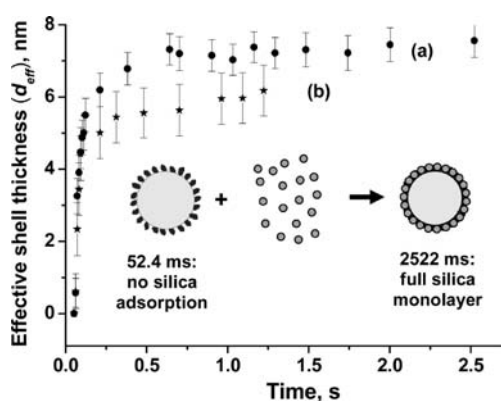 8
6
4
2
0
Effective shell thickness (d_eff), nm
(a)
(b)
+
52.4 ms:
no silica
adsorption
2522 ms:
full silica
monolayer
0.0 0.5 1.0 1.5 2.0 2.5
Time, s